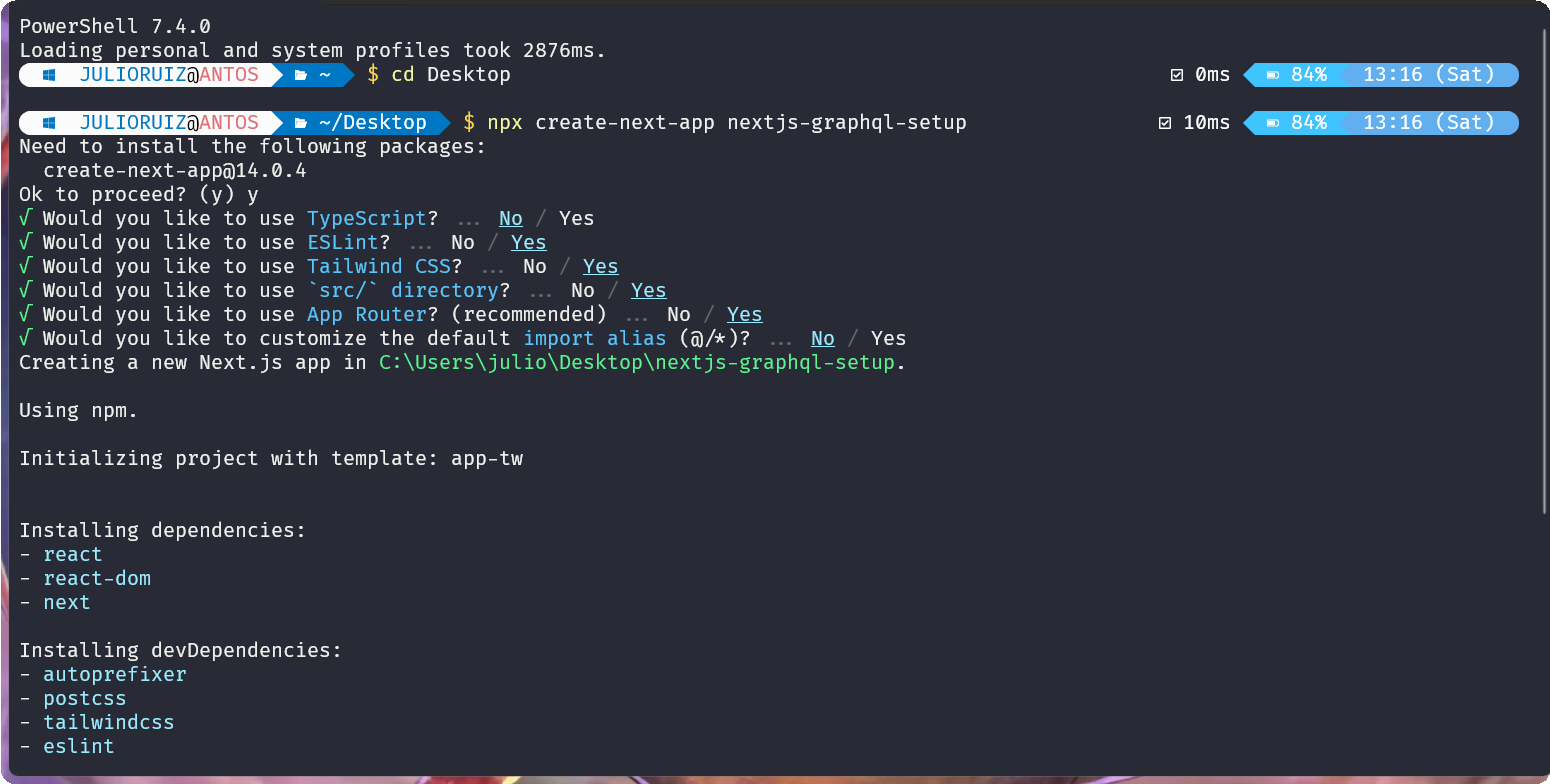 PowerShell 7.4.0
Loading personal and system profiles took 2876ms.
JULIORUIZ@ANTOS ~ $ cd Desktop 0ms 84% 13:16 (Sat)
JULIORUIZ@ANTOS ~/Desktop $ npx create-next-app nextjs-graphql-setup 10ms 84% 13:16 (Sat)
Need to install the following packages:
create-next-app@14.0.4
Ok to proceed? (y) y
√ Would you like to use TypeScript? ... No / Yes
√ Would you like to use ESLint? ... No / Yes
√ Would you like to use Tailwind CSS? ... No / Yes
√ Would you like to use `src/` directory? ... No / Yes
√ Would you like to use App Router? (recommended) ... No / Yes
√ Would you like to customize the default import alias (@/*)? ... No / Yes
Creating a new Next.js app in C:\Users\julio\Desktop\nextjs-graphql-setup.
Using npm.
Initializing project with template: app-tw
Installing dependencies:
- react
- react-dom
- next
Installing devDependencies:
- autoprefixer
- postcss
- tailwindcss
- eslint